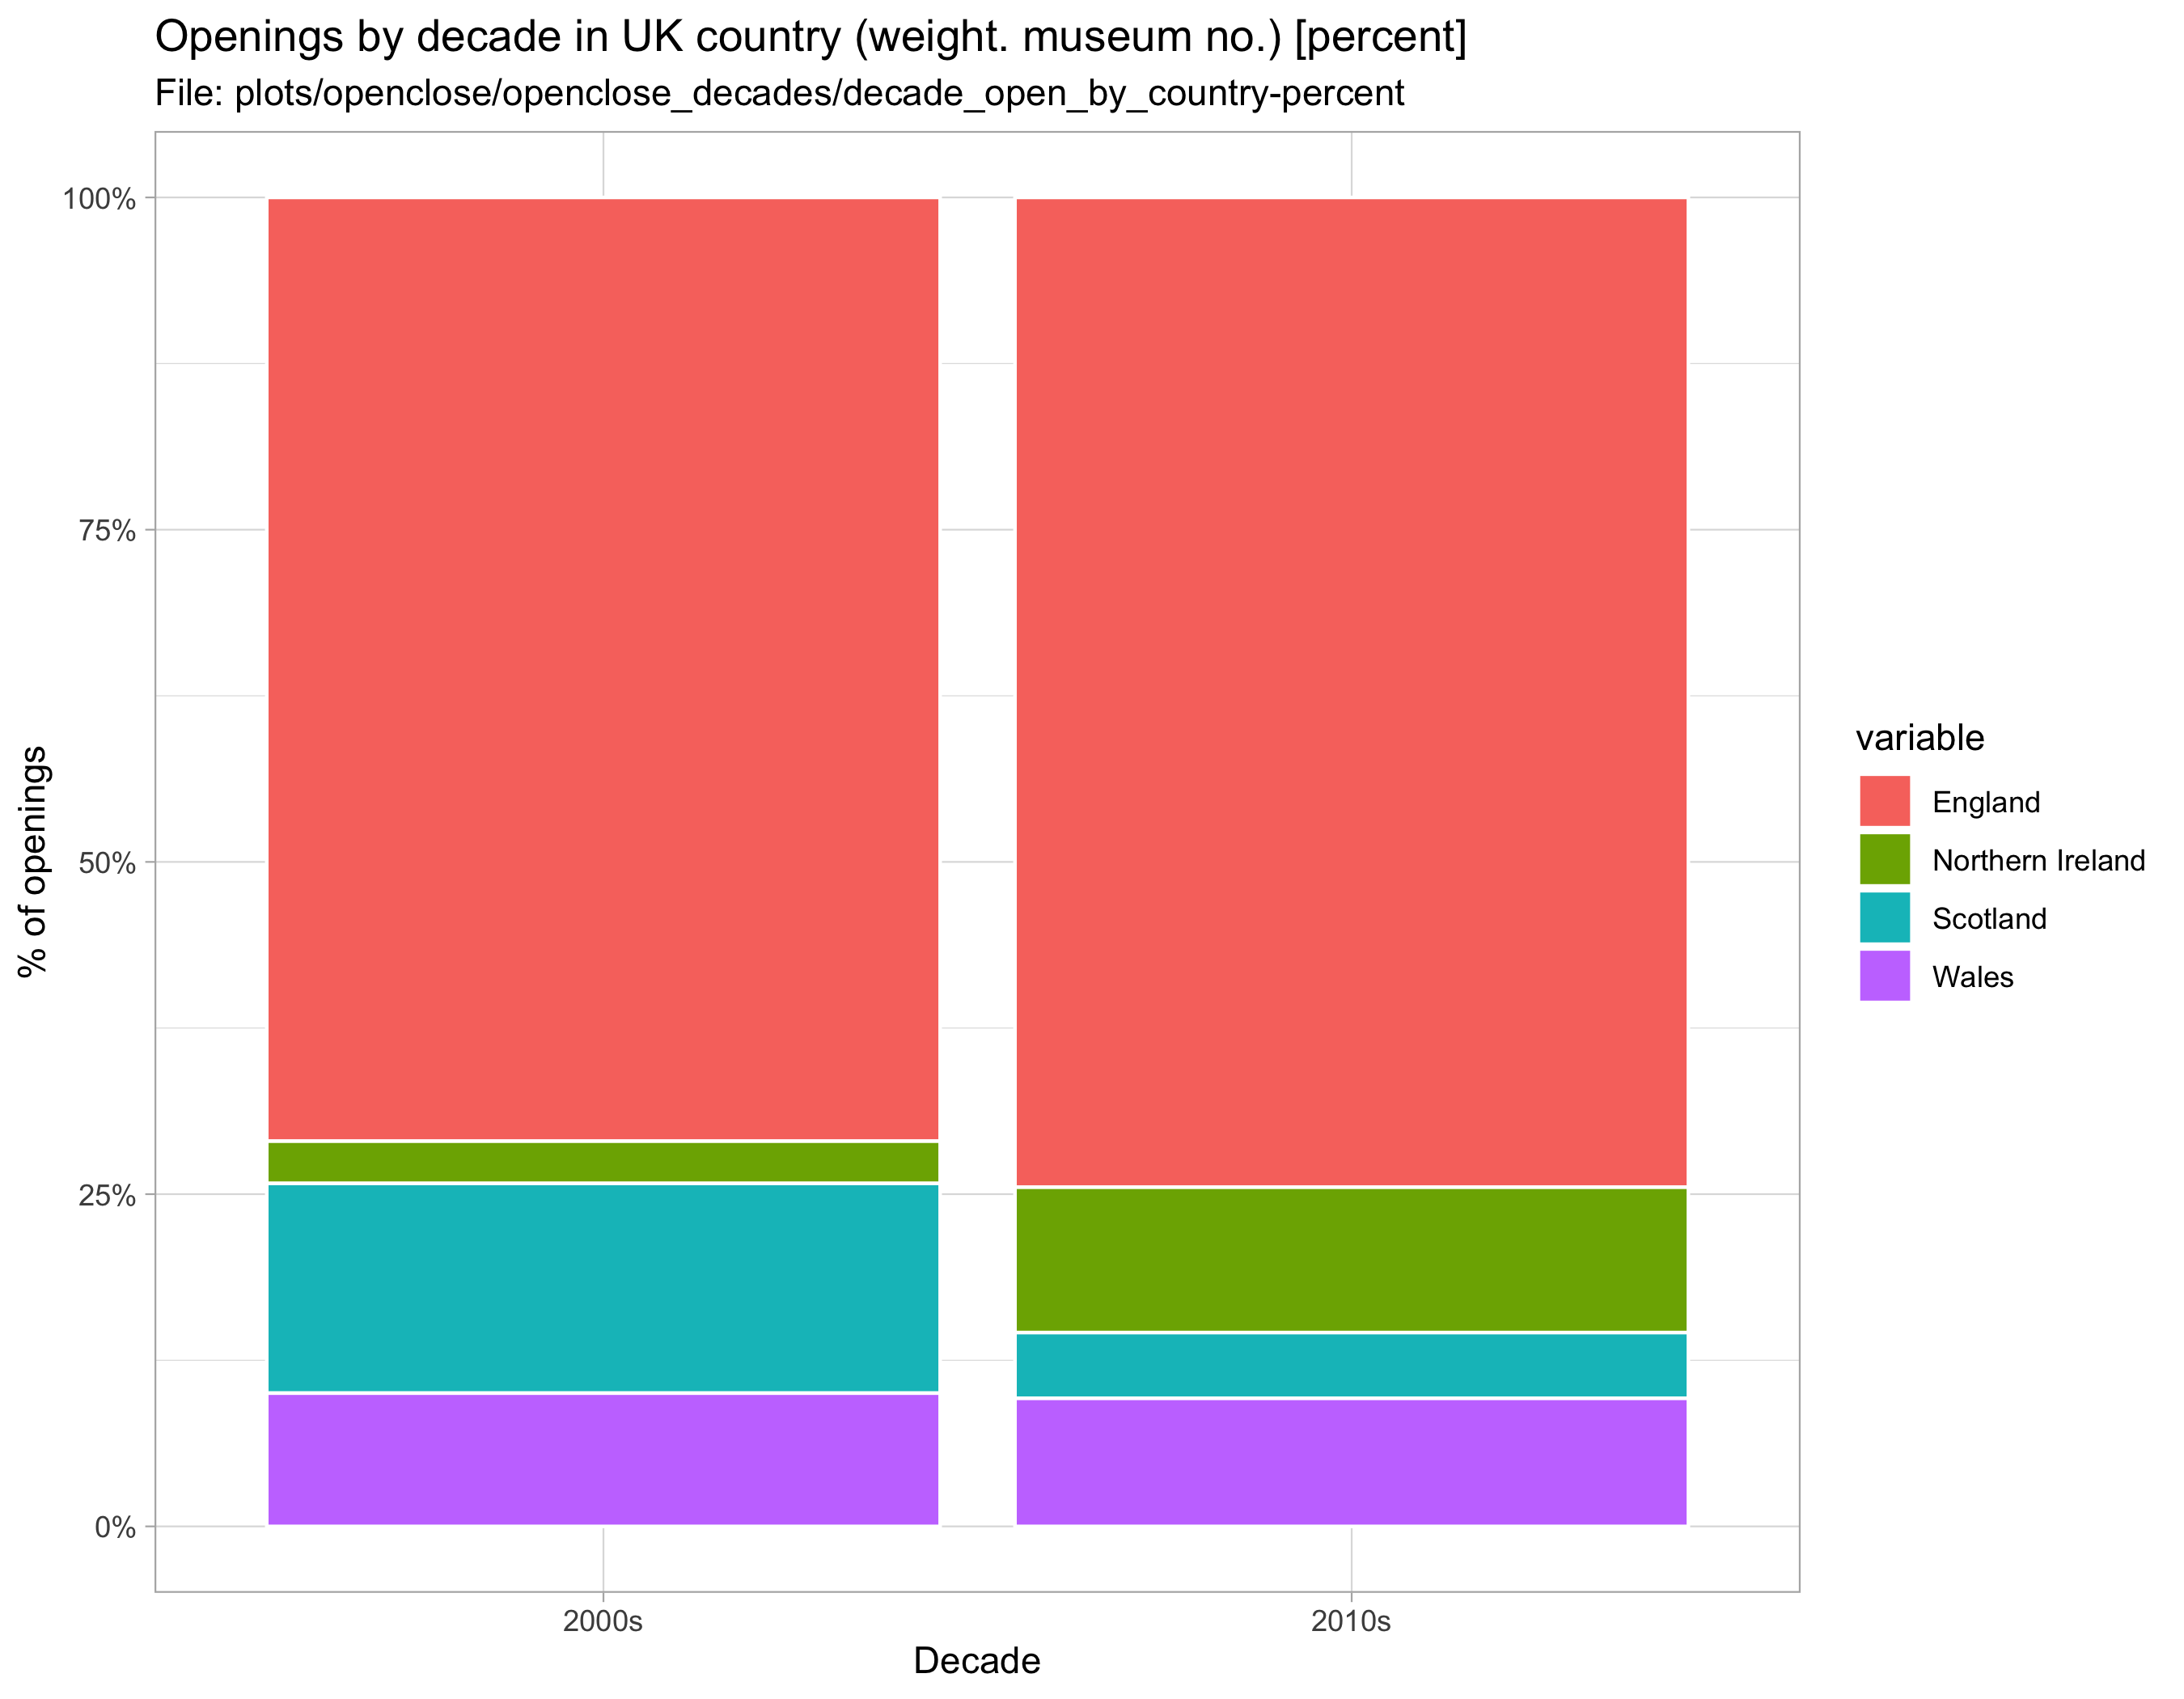 Openings by decade in UK country (weight. museum no.) [percent]
File: plots/openclose/openclose_decades/decade_open_by_country-percent
100%
75%
50%
25%
0%
% of openings
2000s
2010s
Decade
variable
England
Northern Ireland
Scotland
Wales